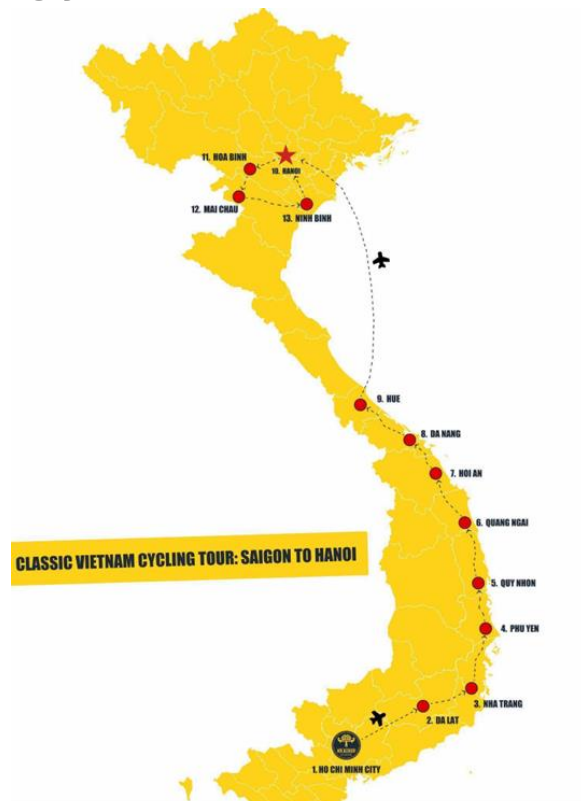 11. HOA BINH
10. HANOI
12. MAI CHAU
13. NINH BINH
9. HUE
8. DA NANG
7. HOI AN
6. QUANG NGAI
CLASSIC VIETNAM CYCLING TOUR: SAIGON TO HANOI
5. QUY NHON
4. PHU YEN
3. NHA TRANG
2. DA LAT
1. HO CHI MINH CITY